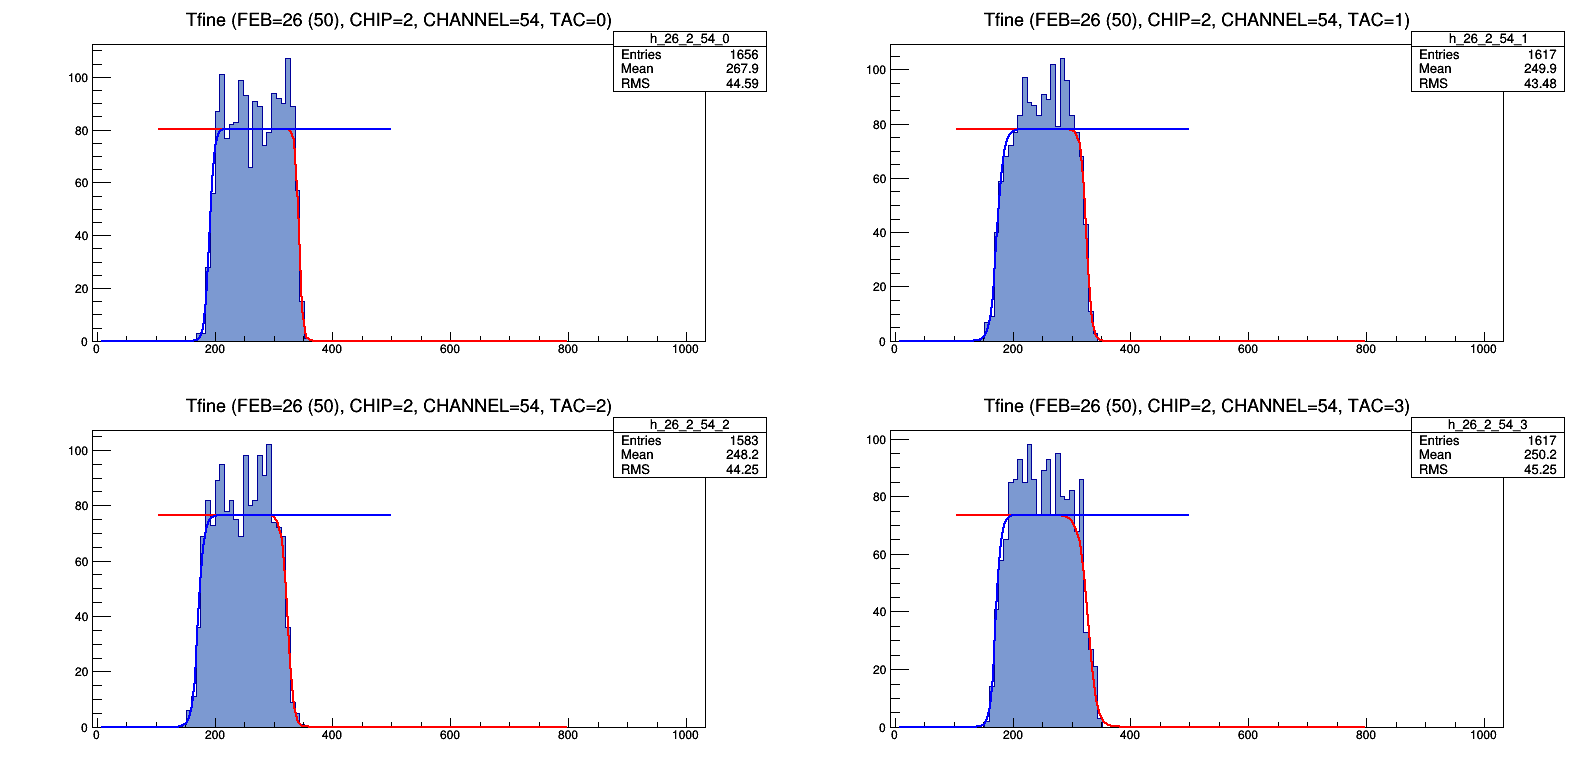 Tfine (FEB=26 (50), CHIP=2, CHANNEL=54, TAC=0)
h_26_2_54_0
Entries 1656
Mean 267.9
RMS 44.59
100
80
60
40
20
0
0 200 400 600 800 1000
Tfine (FEB=26 (50), CHIP=2, CHANNEL=54, TAC=1)
h_26_2_54_1
Entries 1617
Mean 249.9
RMS 43.48
100
80
60
40
20
0
0 200 400 600 800 1000
Tfine (FEB=26 (50), CHIP=2, CHANNEL=54, TAC=2)
h_26_2_54_2
Entries 1583
Mean 248.2
RMS 44.25
100
80
60
40
20
0
0 200 400 600 800 1000
Tfine (FEB=26 (50), CHIP=2, CHANNEL=54, TAC=3)
h_26_2_54_3
Entries 1617
Mean 250.2
RMS 45.25
100
80
60
40
20
0
0 200 400 600 800 1000